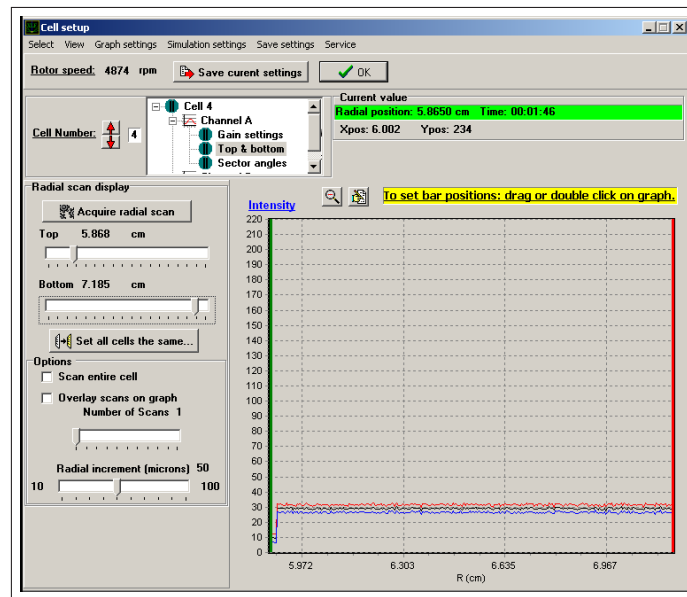 Cell setup
Select View Graph settings Simulation settings Save settings Service
Rotor speed: 4874 rpm Save curent settings OK
Cell Number: 4
Cell 4
Channel A
Gain settings
Top & bottom
Sector angles
Current value
Radial position: 5.8650 cm Time: 00:01:46
Xpos: 6.002 Ypos: 234
Radial scan display
Acquire radial scan
Top 5.868 cm
Bottom 7.185 cm
Set all cells the same...
Options
Scan entire cell
Overlay scans on graph
Number of Scans 1
Radial increment (microns) 50
10 100
To set bar positions: drag or double click on graph.
Intensity
220
210
200
190
180
170
160
150
140
130
120
110
100
90
80
70
60
50
40
30
20
10
0
5.972 6.303 6.635 6.967
R (cm)